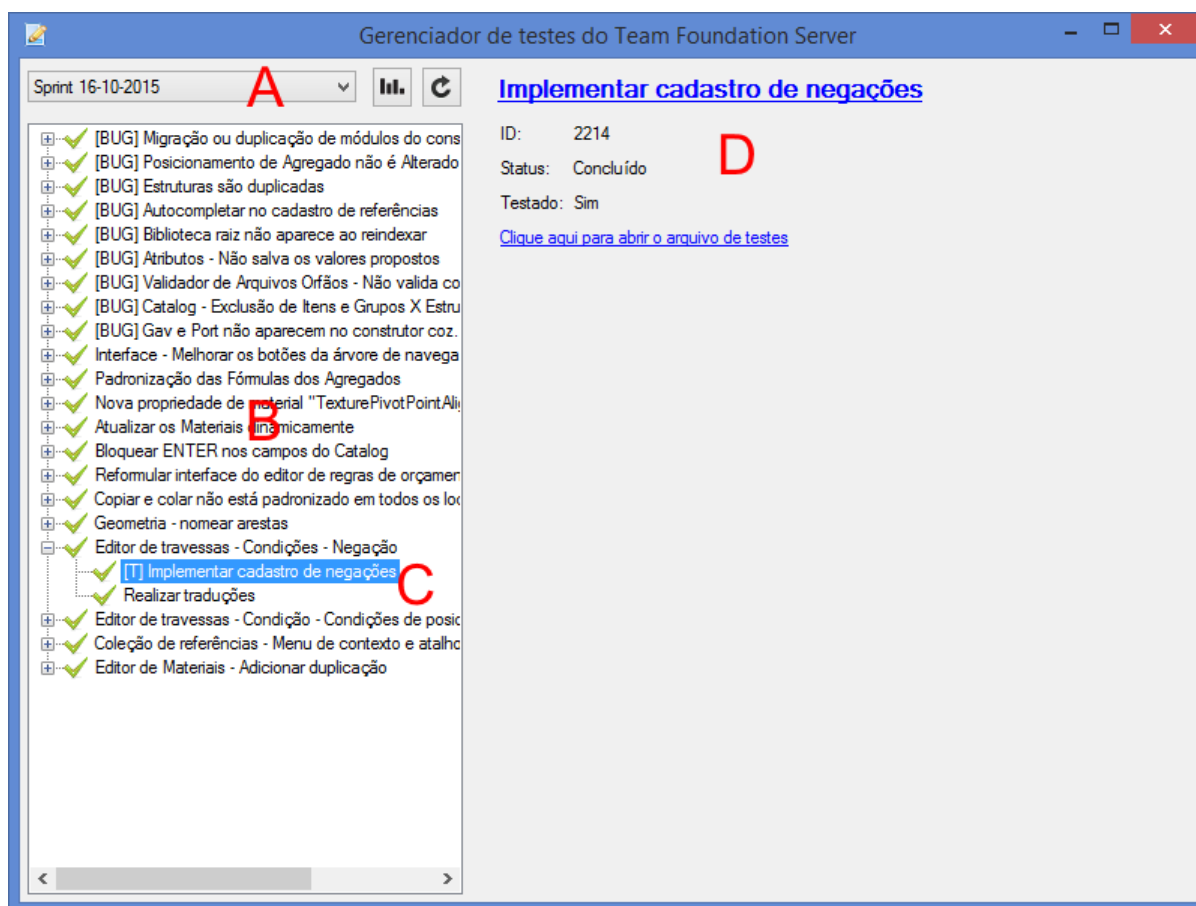 Gerenciador de testes do Team Foundation Server
Sprint 16-10-2015
A
[BUG] Migração ou duplicação de módulos do cons
[BUG] Posicionamento de Agregado não é Alterado
[BUG] Estruturas são duplicadas
[BUG] Autocompletar no cadastro de referências
[BUG] Biblioteca raiz não aparece ao reindexar
[BUG] Atributos - Não salva os valores propostos
[BUG] Validador de Arquivos Orfãos - Não valida co
[BUG] Catalog - Exclusão de Itens e Grupos X Estru
[BUG] Gav e Port não aparecem no construtor coz.
Interface - Melhorar os botões da árvore de navega
Padronização das Fórmulas dos Agregados
Nova propriedade de material "TexturePivotPointAli
B
Atualizar os Materiais dinamicamente
Bloquear ENTER nos campos do Catalog
Reformular interface do editor de regras de orçamen
Copiar e colar não está padronizado em todos os loc
Geometria - nomear arestas
Editor de travessas - Condições - Negação
[T] Implementar cadastro de negações
C
Realizar traduções
Editor de travessas - Condição - Condições de posic
Coleção de referências - Menu de contexto e atalho
Editor de Materiais - Adicionar duplicação
Implementar cadastro de negações
ID: 2214
D
Status: Concluído
Testado: Sim
Clique aqui para abrir o arquivo de testes